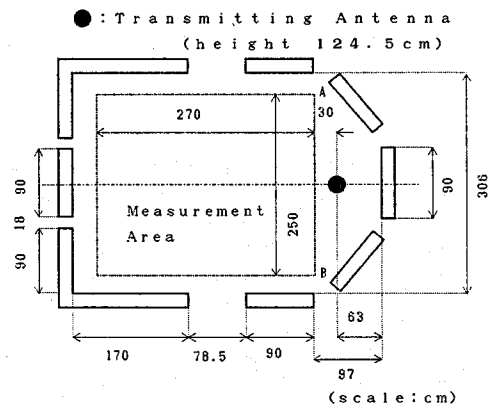 ●: Transmitting Antenna
(height 124.5cm)
A
270
30
90
306
90
Measurement
Area
250
18
90
B
63
170
78.5
90
97
(scale:cm)